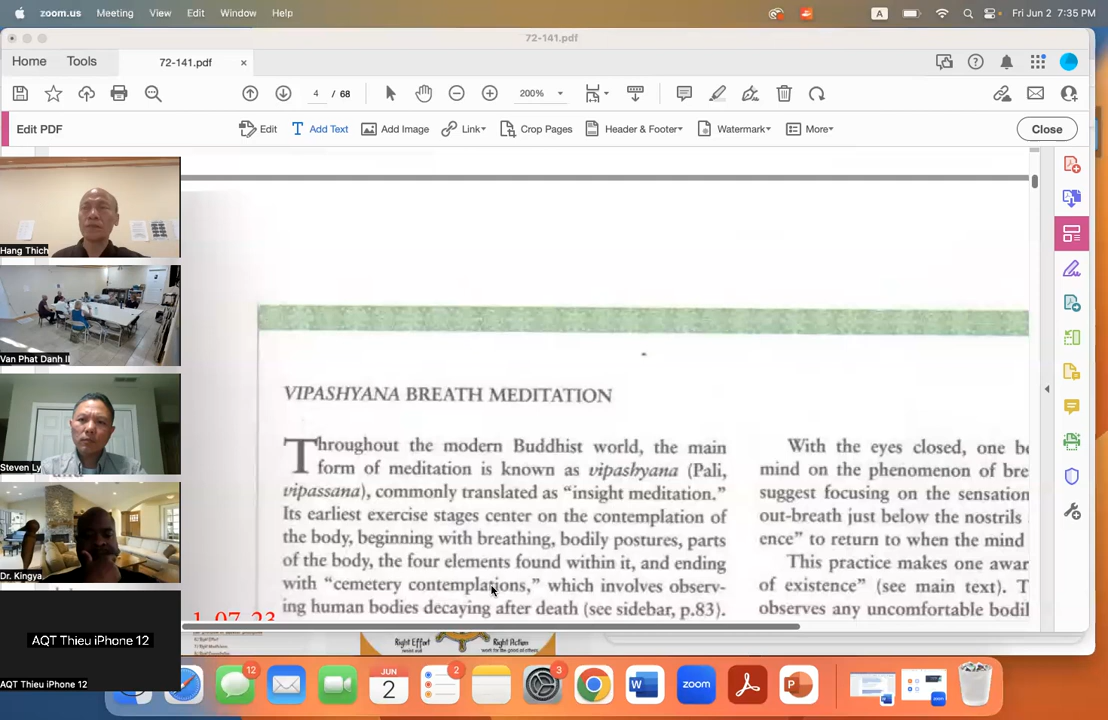 zoom.us Meeting View Edit Window Help
A Fri Jun 2 7:35 PM
72-141.pdf
Home Tools 72-141.pdf ×
4 / 68 200%
Edit PDF Edit Add Text Add Image Link Crop Pages Header & Footer Watermark More Close
Hang Thich
Van Phat Danh II
Steven Ly
Dr. Kingya.
AQT Thieu iPhone 12
AQT Thieu iPhone 12
VIPASHYANA BREATH MEDITATION
Throughout the modern Buddhist world, the main
form of meditation is known as vipashyana (Pali,
vipassana), commonly translated as “insight meditation.”
Its earliest exercise stages center on the contemplation of
the body, beginning with breathing, bodily postures, parts
of the body, the four elements found within it, and ending
with “cemetery contemplations,” which involves observ-
ing human bodies decaying after death (see sidebar, p.83).
With the eyes closed, one be
mind on the phenomenon of bre
suggest focusing on the sensation
out-breath just below the nostrils
ence” to return to when the mind
This practice makes one awar
of existence” (see main text). T
observes any uncomfortable bodil
1-07-23
Right Effort
Right Action
12
JUN
2
2
3
W
zoom
P